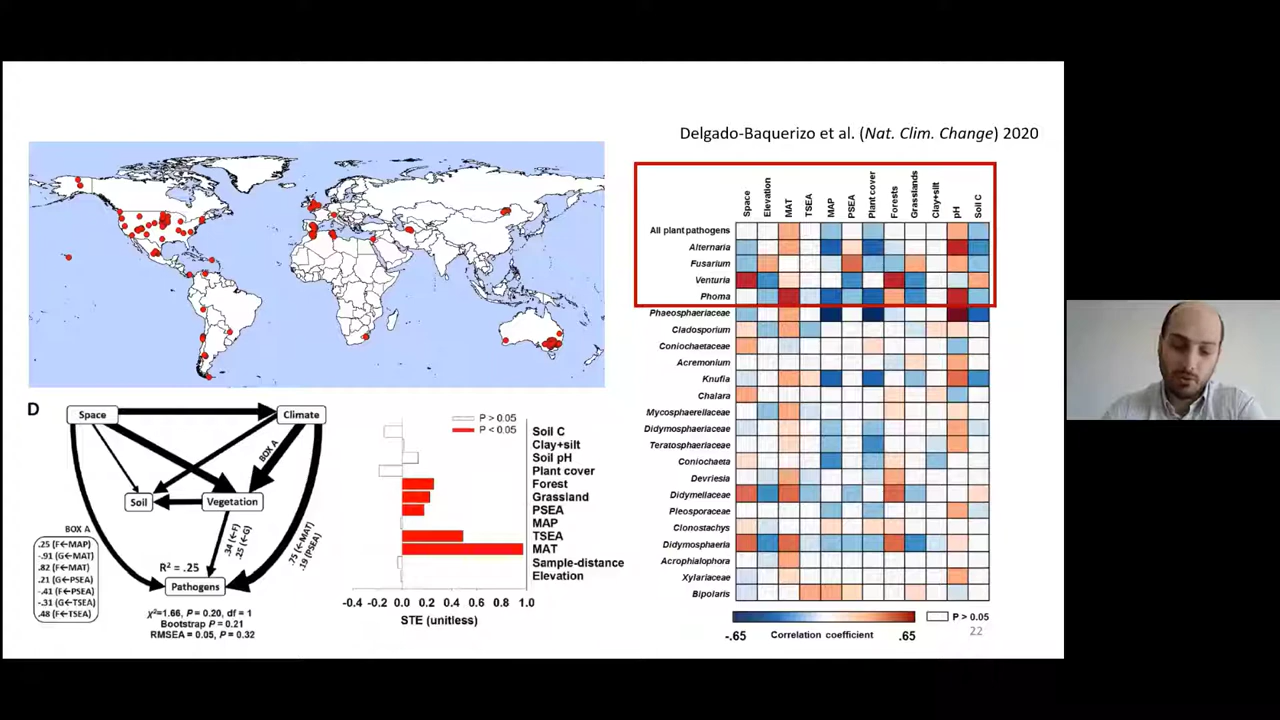 Delgado-Baquerizo et al. (Nat. Clim. Change) 2020
Space
Elevation
MAT
TSEA
MAP
PSEA
Plant cover
Forests
Grasslands
Clay+silt
pH
Soil C
All plant pathogens
Alternaria
Fusarium
Venturia
Phoma
Phaeosphaeriaceae
Cladosporium
Coniochaetaceae
Acremonium
Knufia
Chalara
Mycosphaerellaceae
Didymosphaeriaceae
Teratosphaeriaceae
Coniochaeta
Devriesia
Didymellaceae
Pleosporaceae
Clonostachys
Didymosphaeria
Acrophialophora
Xylariaceae
Bipolaris
-.65
Correlation coefficient
.65
P > 0.05
22
D
Space
Climate
BOX A
Soil
Vegetation
.34 (←F)
.25 (←G)
.75 (←MAT)
.19 (PSEA)
BOX A
.25 (F←MAP)
-.91 (G←MAT)
.82 (F←MAT)
.21 (G←PSEA)
-.41 (F←PSEA)
-.31 (G←TSEA)
.48 (F←TSEA)
R² = .25
Pathogens
χ²=1.66, P = 0.20, df = 1
Bootstrap P = 0.21
RMSEA = 0.05, P = 0.32
P > 0.05
P < 0.05
Soil C
Clay+silt
Soil pH
Plant cover
Forest
Grassland
PSEA
MAP
TSEA
MAT
Sample-distance
Elevation
-0.4 -0.2 0.0 0.2 0.4 0.6 0.8 1.0
STE (unitless)